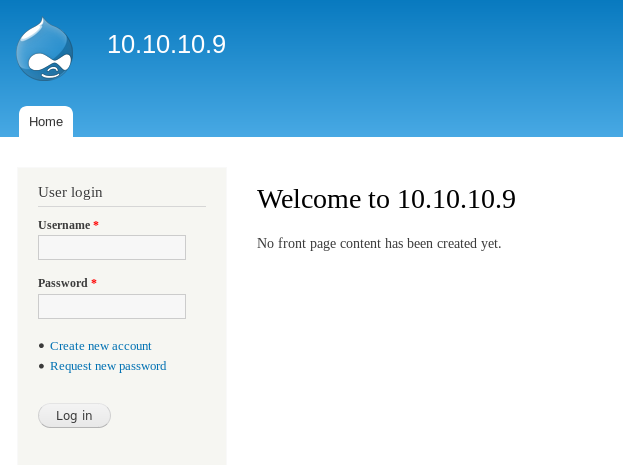 10.10.10.9
Home
User login
Username *
Password *
Create new account
Request new password
Log in
Welcome to 10.10.10.9
No front page content has been created yet.